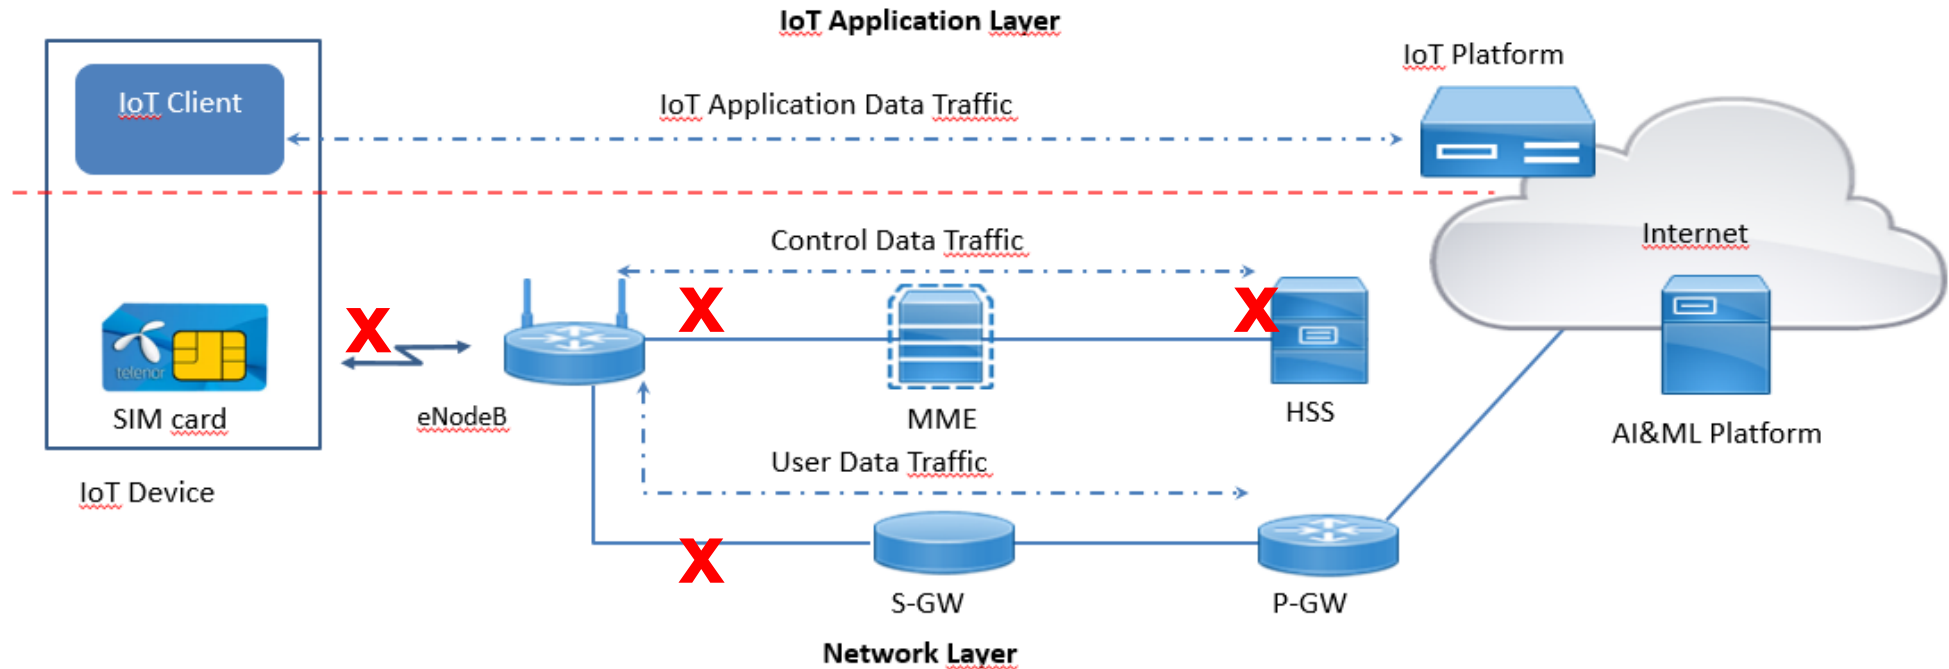 IoT Application Layer
IoT Platform
IoT Client
IoT Application Data Traffic
Control Data Traffic
Internet
X
X
X
telenor
SIM card
eNodeB
MME
HSS
AI&ML Platform
User Data Traffic
IoT Device
X
S-GW
P-GW
Network Layer